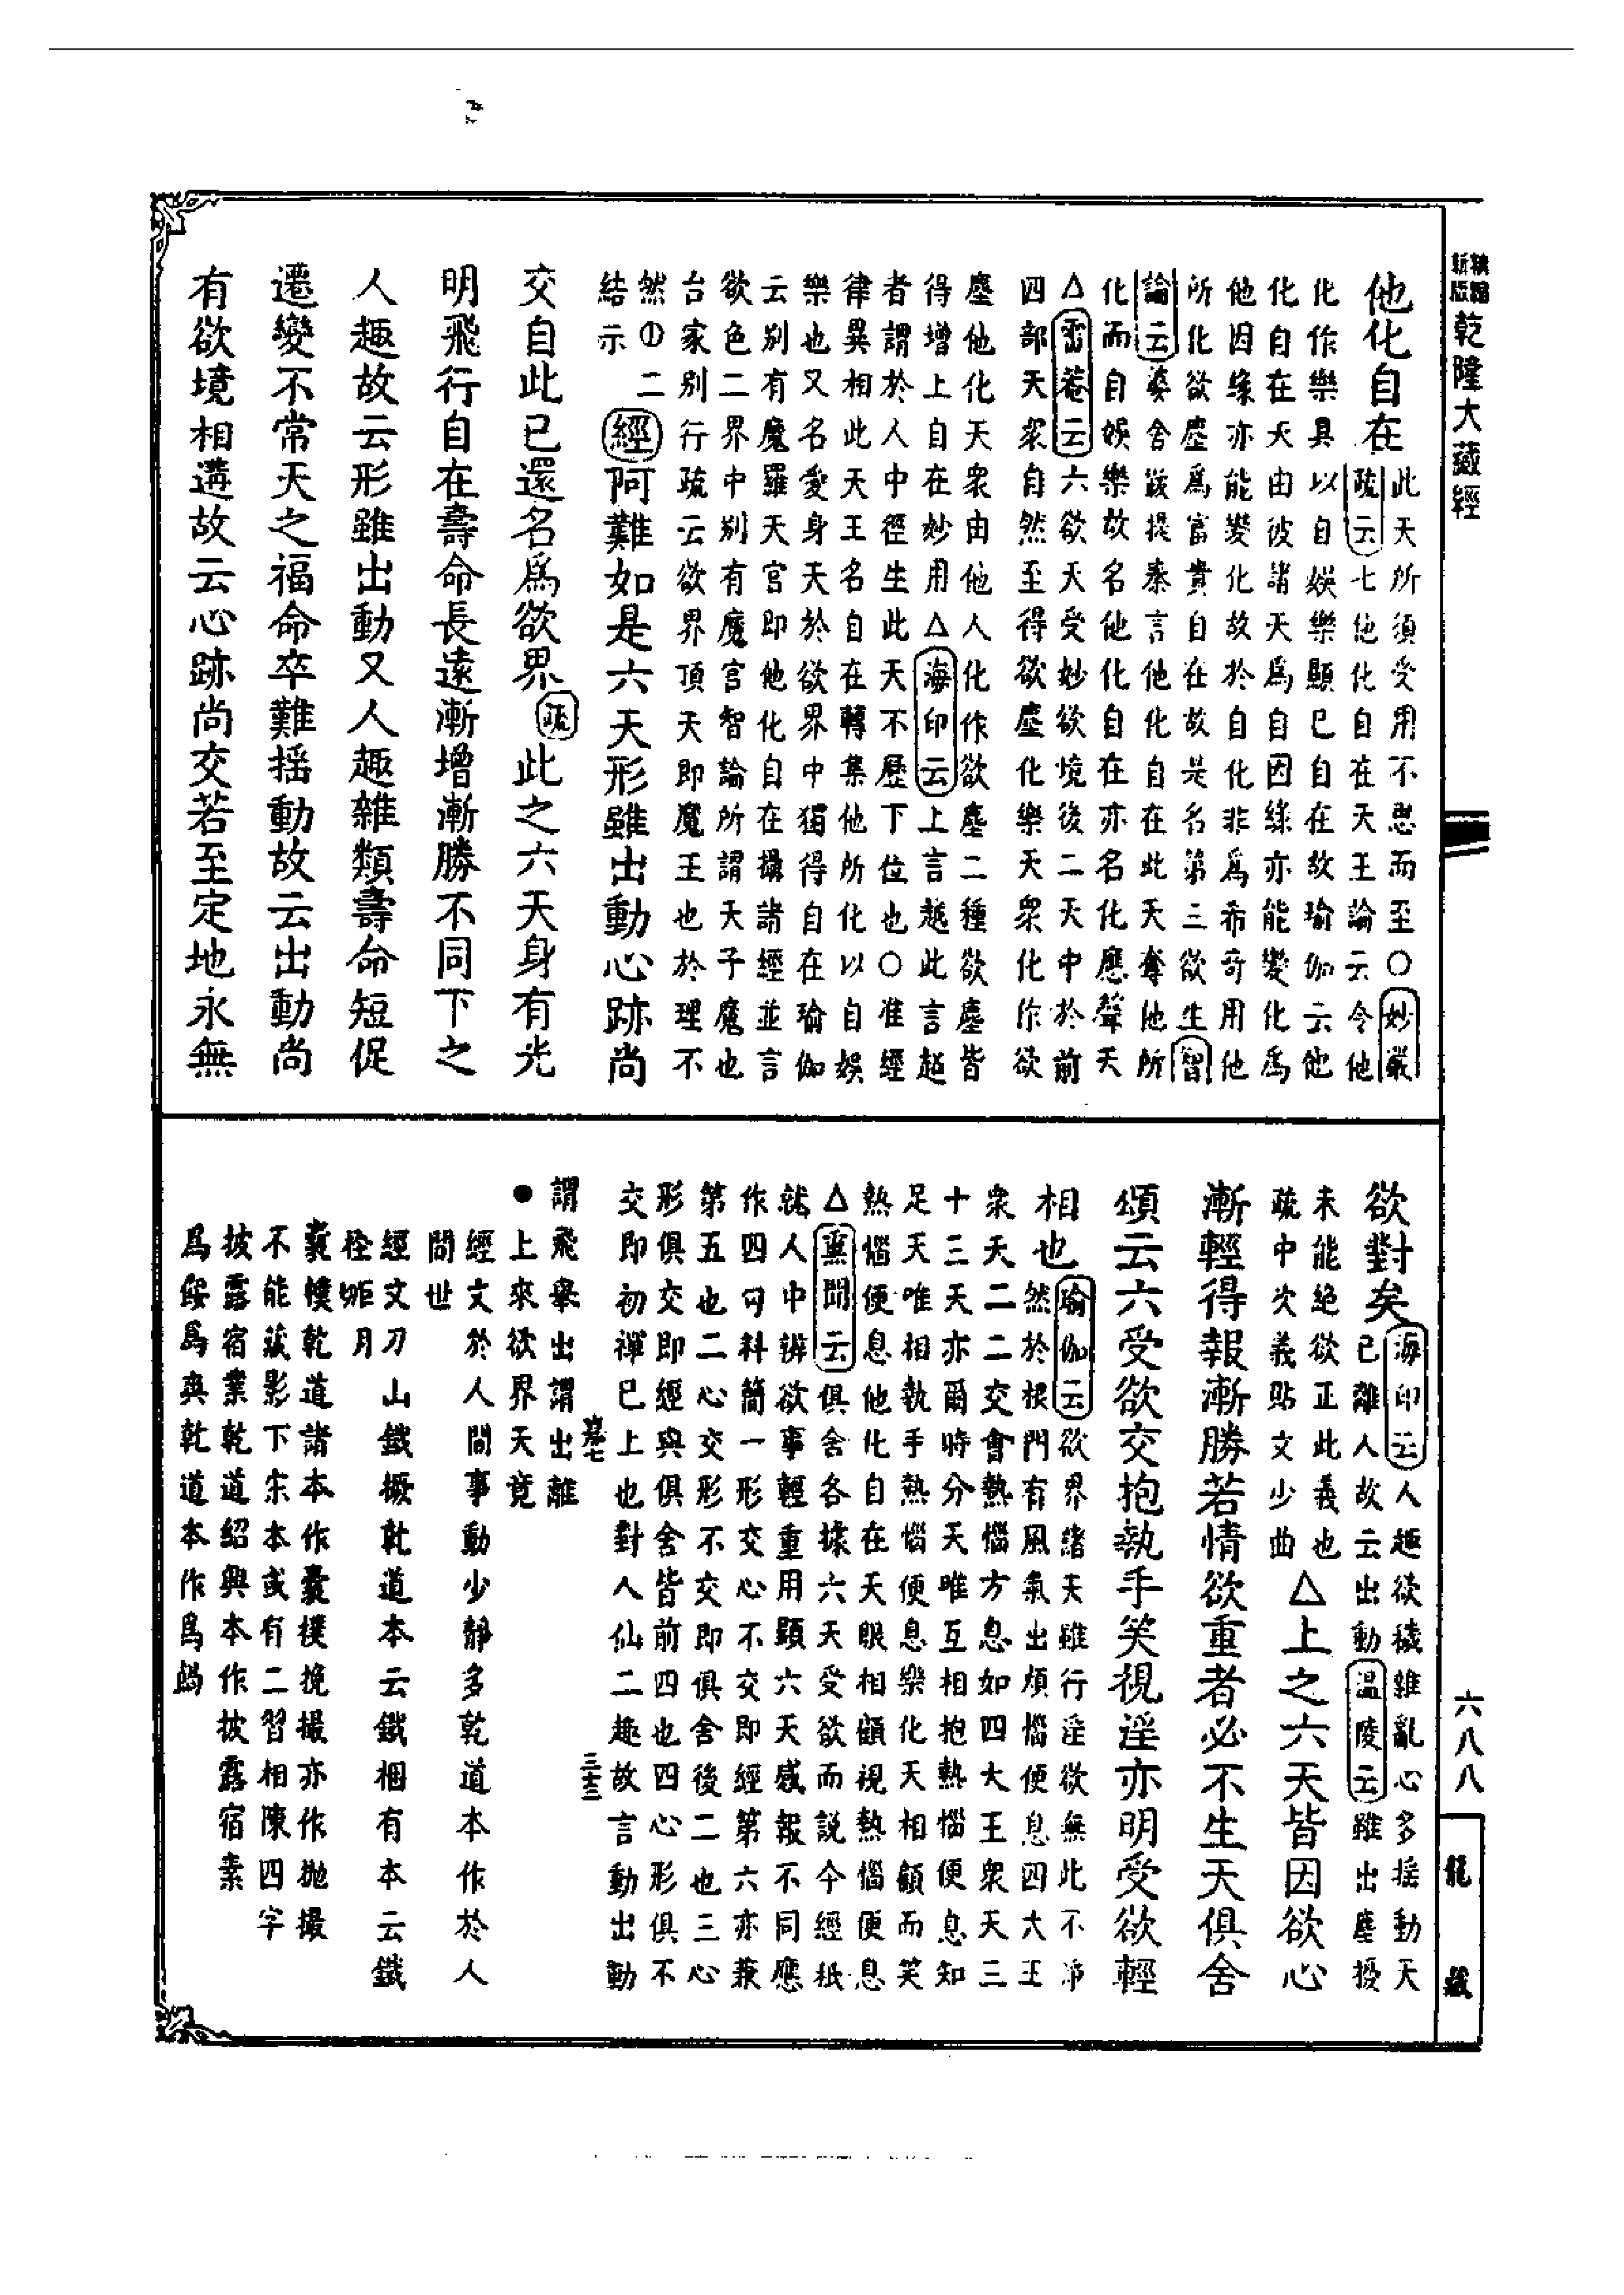 乾隆大藏經
他化自在
此天所須受用不思而至○妙嚴
疏云七他化自在天王論云令他
化作樂具以自娛樂顯已自在故瑜伽云他
化自在天由彼諸天為自因緣亦能變化為
他因緣亦能變化故於自化非為希奇用他
所化欲塵為富貴自在故是名第三欲生智
論云婆舍跋提秦言他化自在此天奪他所
化而自娛樂故名他化自在亦名化應聲天
△雷菴云六欲天受妙欲境後二天中於前
四部天眾自然至得欲塵化樂天眾化作欲
塵他化天眾由他人化作欲塵二種欲塵皆
得增上自在妙用△海印云上言越此言超
者謂於人中徑生此天不歷下位也○准經
律異相此天王名自在轉集他所化以自娛
樂也又名愛身天於欲界中獨得自在瑜伽
云別有魔羅天宮即他化自在攝諸經並言
欲色二界中別有魔宮智論所謂天子魔也
台家別行疏云欲界頂天即魔王也於理不
然①二
結示
經阿難如是六天形雖出動心跡尚
交自此已還名為欲界疏此之六天身有光
明飛行自在壽命長遠漸增漸勝不同下之
人趣故云形雖出動又人趣雜類壽命短促
遷變不常天之福命卒難搖動故云出動尚
有欲境相遘故云心跡尚交若至定地永無
欲對矣
海印云人趣欲穢雜亂心多搖動天
已離人故云出動溫陵云雖出塵擾
未能絕欲正此義也
疏中次義點文少曲
△上之六天皆因欲心
漸輕得報漸勝若情欲重者必不生天俱舍
頌云六受欲交抱執手笑視淫亦明受欲輕
相也
瑜伽云欲界諸天雖行淫欲無此不淨
然於根門有風氣出煩惱便息四大王
眾天二二交會熱惱方息如四大王眾天三
十三天亦爾時分天唯互相抱熱惱便息知
足天唯相執手熱惱便息樂化天相顧而笑
熱惱便息他化自在天眼相顧視熱惱便息
△熏聞云俱舍各據六天受欲而說今經秖
就人中辨欲事輕重用顯六天感報不同應
作四句料簡一形交心不交即經第六亦兼
第五也二心交形不交即俱舍後二也三心
形俱交即經與俱舍皆前四也四心形俱不
交即初禪已上也對人仙二趣故言動出動
謂飛舉出謂出離
●上來欲界天竟
經文於人間事動少靜多乾道本作於人
間世
經文刀山鐵橛乾道本云鐵梱有本云鐵
栓 月
橐樸乾道諸本作橐撲挽撮亦作拋撮
不能蔽影下宋本或有二習相陳四字
披露宿業乾道紹興本作披露宿素
六八八
龍 藏